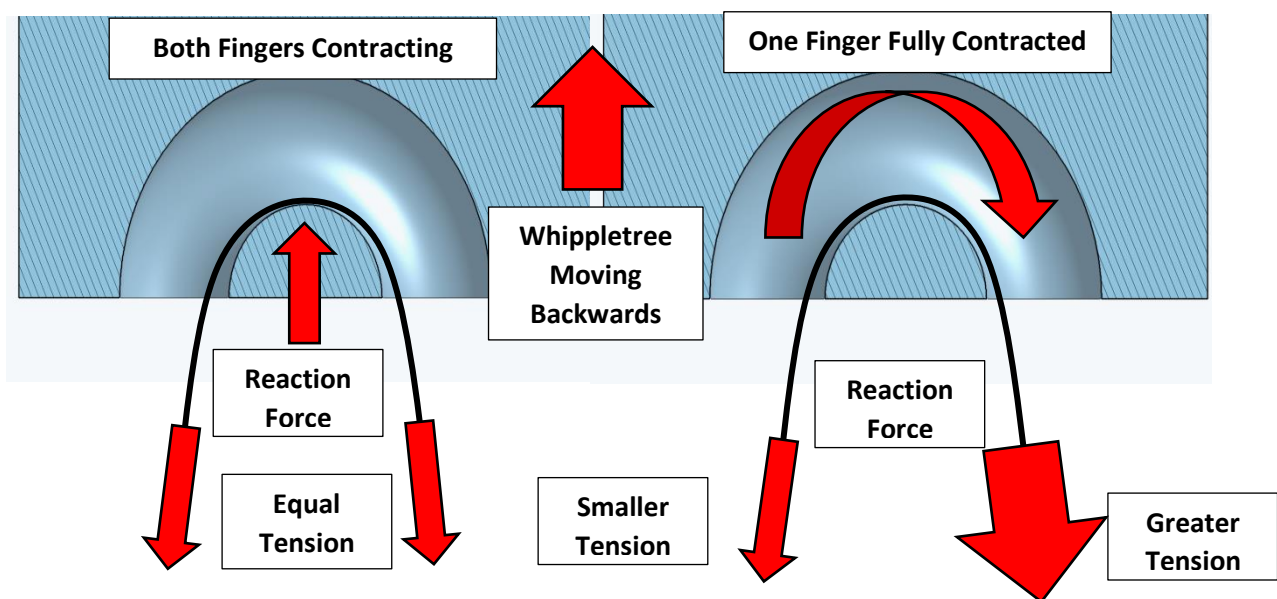 Both Fingers Contracting
One Finger Fully Contracted
Whippletree
Moving
Backwards
Reaction
Force
Reaction
Force
Equal
Tension
Smaller
Tension
Greater
Tension